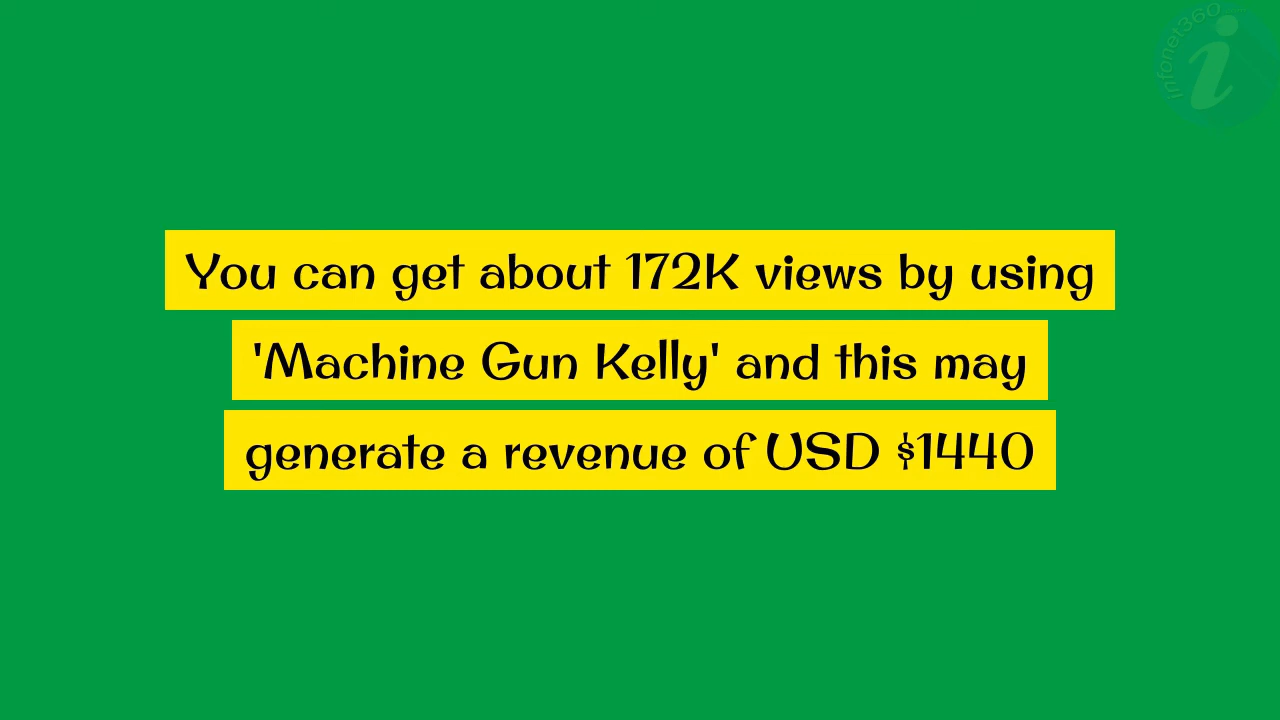 Infonet360
i
You can get about 172K views by using
'Machine Gun Kelly' and this may
generate a revenue of USD $1440